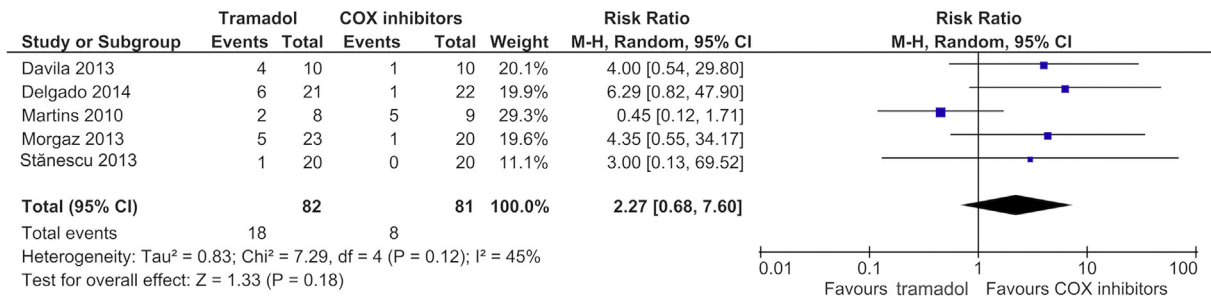 Tramadol COX inhibitors Risk Ratio Risk Ratio
Study or Subgroup Events Total Events Total Weight M-H, Random, 95% CI M-H, Random, 95% CI
Davila 2013 4 10 1 10 20.1% 4.00 [0.54, 29.80]
Delgado 2014 6 21 1 22 19.9% 6.29 [0.82, 47.90]
Martins 2010 2 8 5 9 29.3% 0.45 [0.12, 1.71]
Morgaz 2013 5 23 1 20 19.6% 4.35 [0.55, 34.17]
Stănescu 2013 1 20 0 20 11.1% 3.00 [0.13, 69.52]
Total (95% CI) 82 81 100.0% 2.27 [0.68, 7.60]
Total events 18 8
Heterogeneity: Tau² = 0.83; Chi² = 7.29, df = 4 (P = 0.12); I² = 45%
Test for overall effect: Z = 1.33 (P = 0.18)
0.01 0.1 1 10 100
Favours tramadol Favours COX inhibitors